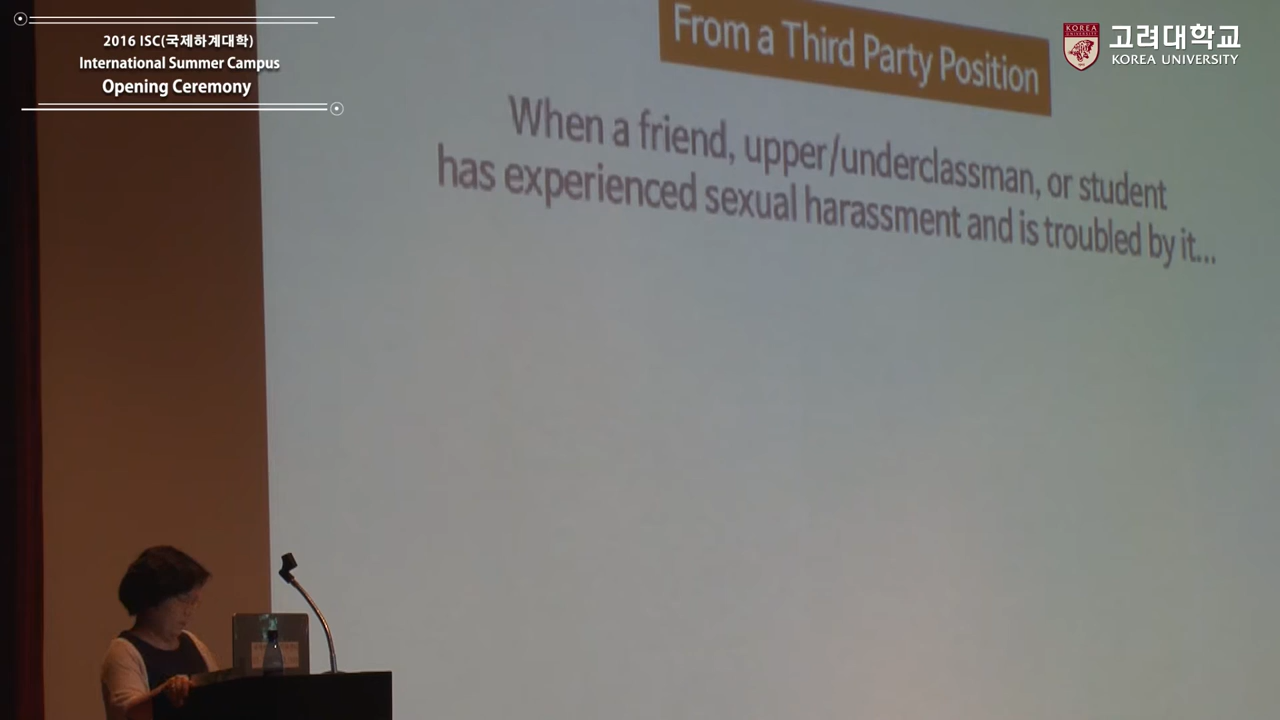 2016 ISC(국제하계대학)
International Summer Campus
Opening Ceremony
고려대학교
KOREA
UNIVERSITY
KOREA UNIVERSITY
From a Third Party Position
When a friend, upper/underclassman, or student
has experienced sexual harassment and is troubled by it...